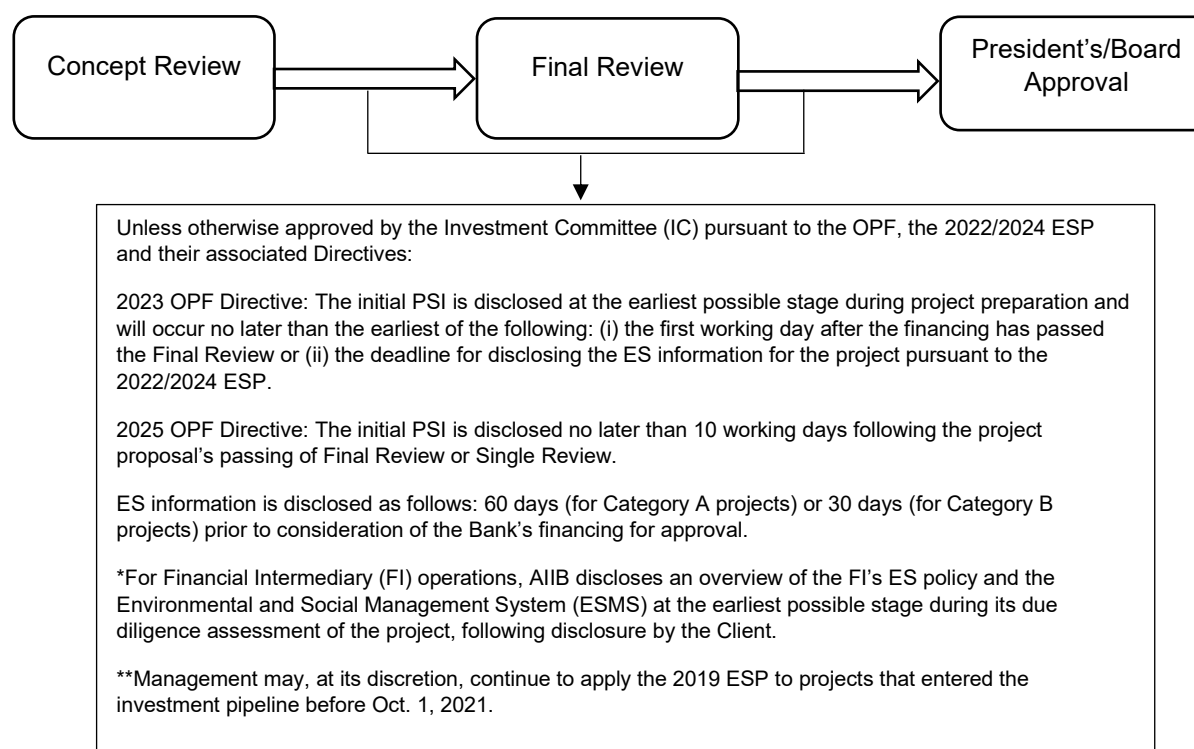 Concept Review
Final Review
President’s/Board
Approval
Unless otherwise approved by the Investment Committee (IC) pursuant to the OPF, the 2022/2024 ESP
and their associated Directives:
2023 OPF Directive: The initial PSI is disclosed at the earliest possible stage during project preparation and
will occur no later than the earliest of the following: (i) the first working day after the financing has passed
the Final Review or (ii) the deadline for disclosing the ES information for the project pursuant to the
2022/2024 ESP.
2025 OPF Directive: The initial PSI is disclosed no later than 10 working days following the project
proposal’s passing of Final Review or Single Review.
ES information is disclosed as follows: 60 days (for Category A projects) or 30 days (for Category B
projects) prior to consideration of the Bank’s financing for approval.
*For Financial Intermediary (FI) operations, AIIB discloses an overview of the FI’s ES policy and the
Environmental and Social Management System (ESMS) at the earliest possible stage during its due
diligence assessment of the project, following disclosure by the Client.
**Management may, at its discretion, continue to apply the 2019 ESP to projects that entered the
investment pipeline before Oct. 1, 2021.